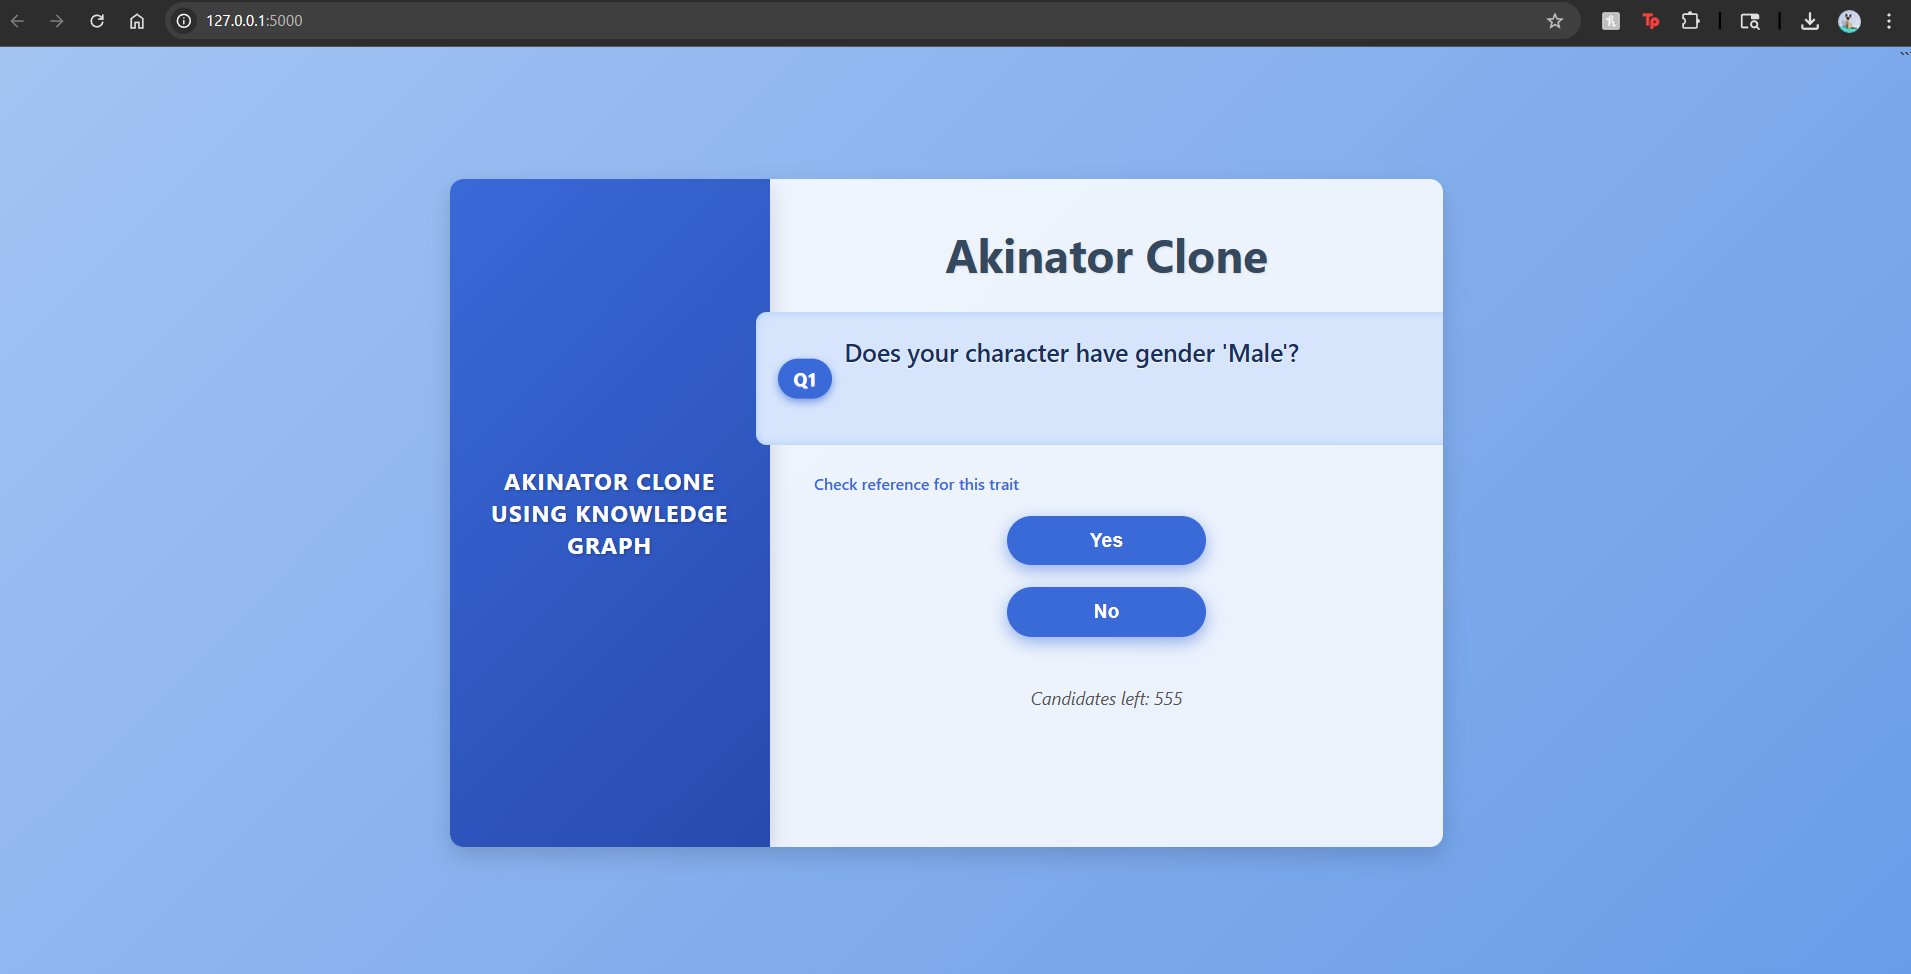 127.0.0.1:5000
Tp
```
Akinator Clone
Q1
Does your character have gender 'Male'?
AKINATOR CLONE
USING KNOWLEDGE
GRAPH
Check reference for this trait
Yes
No
Candidates left: 555